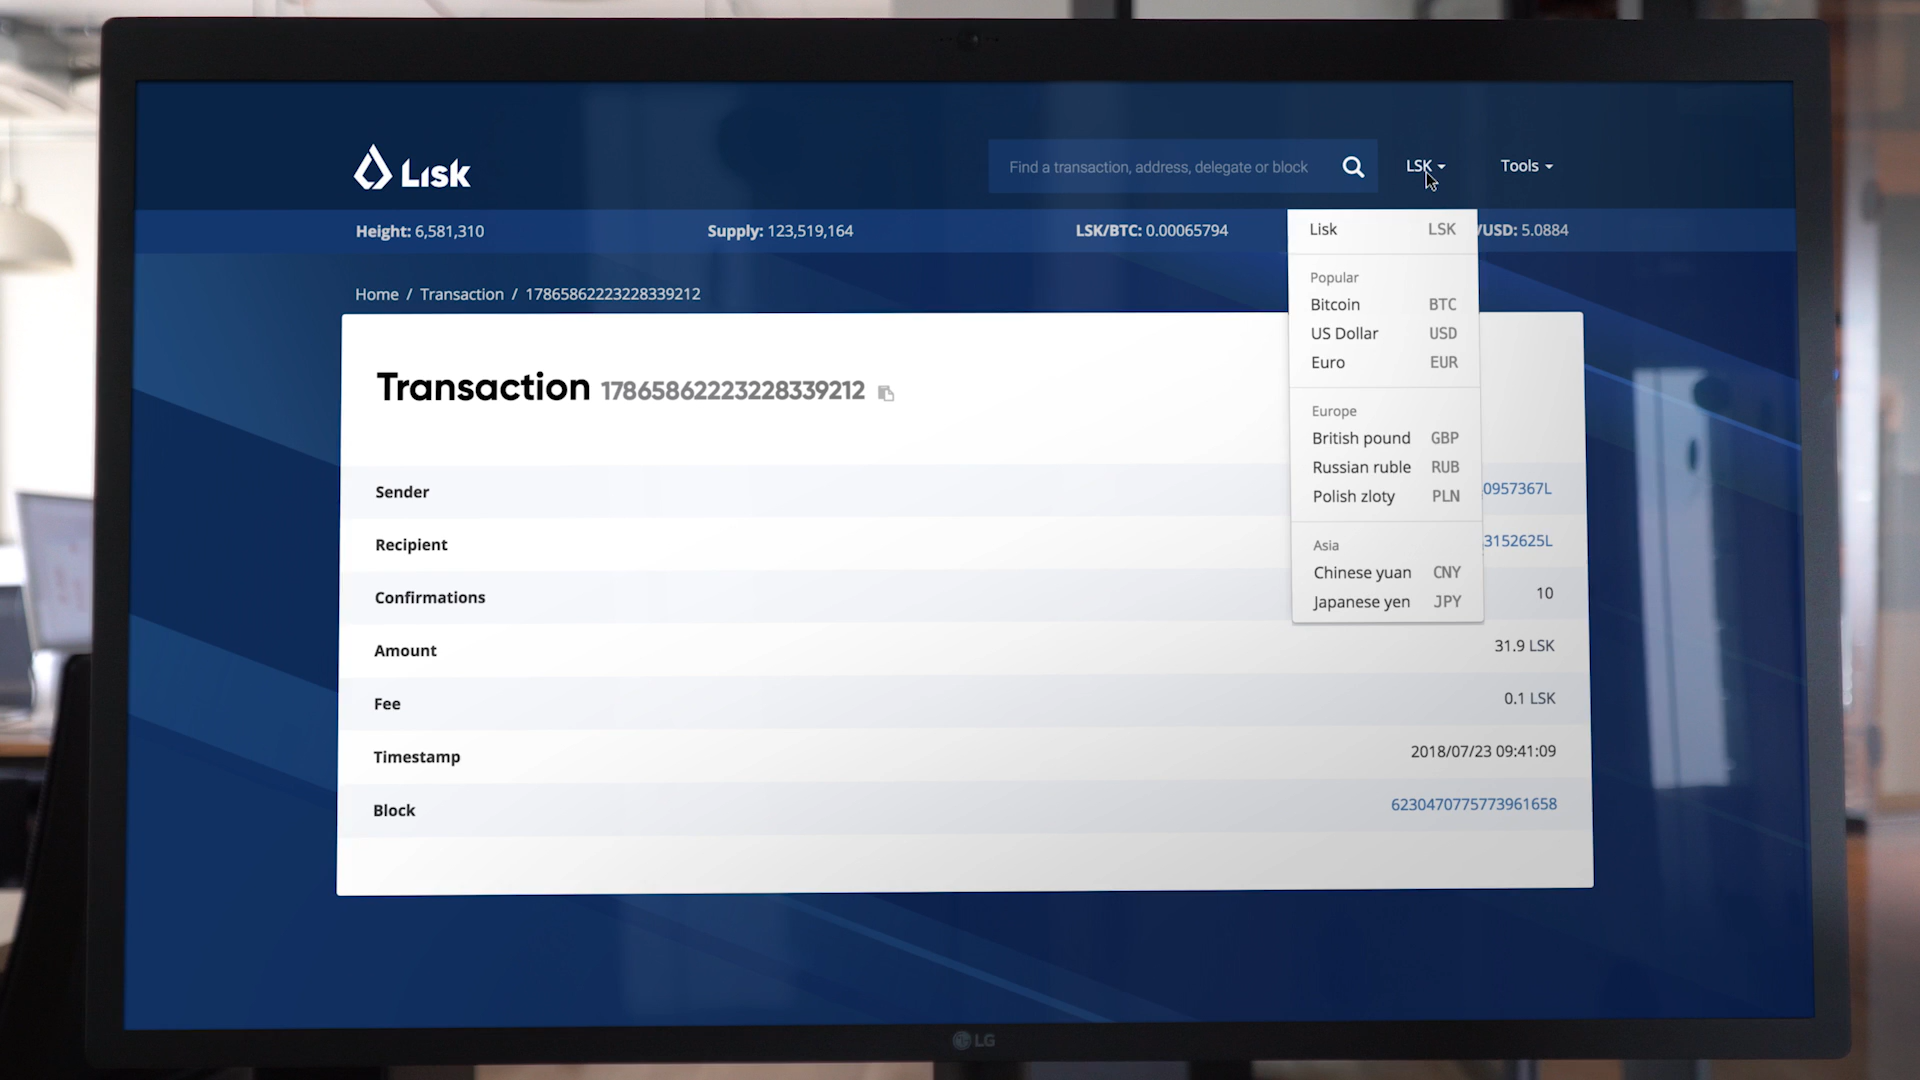 Lisk
Find a transaction, address, delegate or block
LSK
Tools
Height: 6,581,310
Supply: 123,519,164
LSK/BTC: 0.00065794
/USD: 5.0884
Home / Transaction / 17865862223228339212
Transaction 17865862223228339212
Lisk LSK
Popular
Bitcoin BTC
US Dollar USD
Euro EUR
Europe
British pound GBP
Russian ruble RUB
Polish zloty PLN
Asia
Chinese yuan CNY
Japanese yen JPY
Sender 0957367L
Recipient 3152625L
Confirmations 10
Amount 31.9 LSK
Fee 0.1 LSK
Timestamp 2018/07/23 09:41:09
Block 6230470775773961658
LG